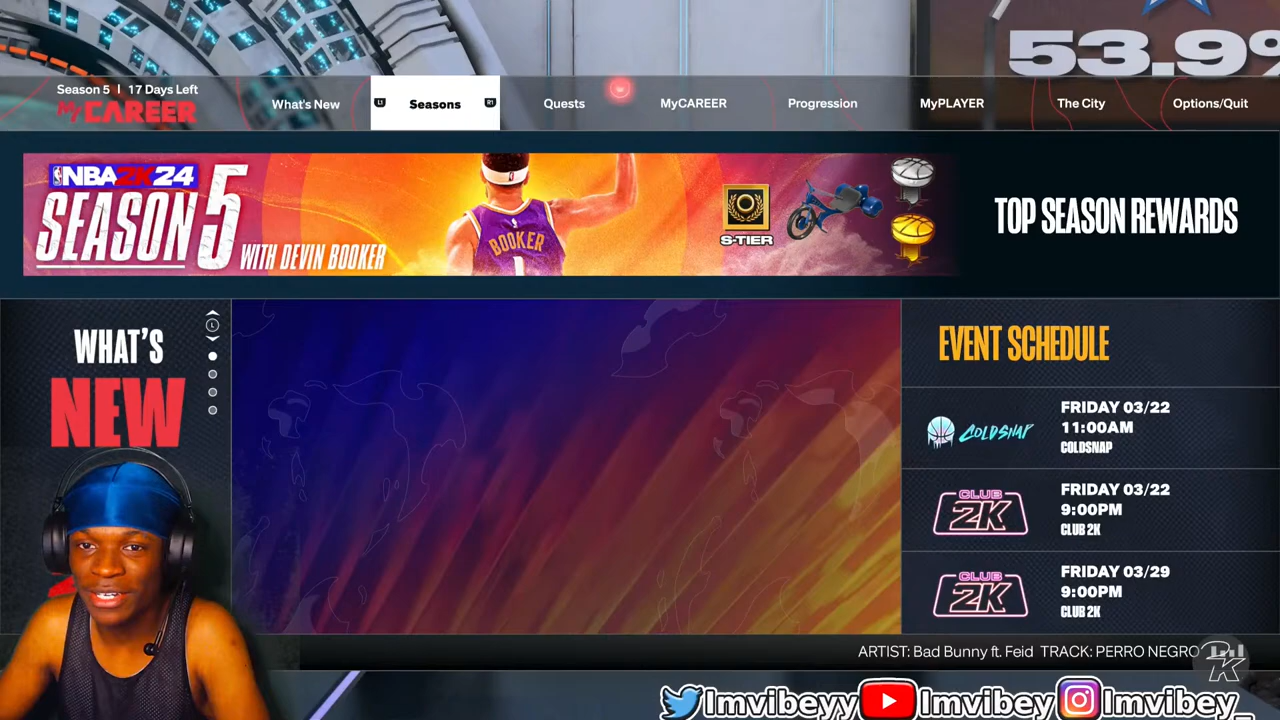 53.9%
Season 5 | 17 Days Left
MyCAREER
What's New
L1
Seasons
R1
Quests
MyCAREER
Progression
MyPLAYER
The City
Options/Quit
NBA 2K24
SEASON 5
WITH DEVIN BOOKER
BOOKER
1
S-TIER
TOP SEASON REWARDS
WHAT'S
NEW
L
EVENT SCHEDULE
COLDSNAP
FRIDAY 03/22
11:00AM
COLDSNAP
CLUB
2K
FRIDAY 03/22
9:00PM
CLUB 2K
CLUB
2K
FRIDAY 03/29
9:00PM
CLUB 2K
ARTIST: Bad Bunny ft. Feid TRACK: PERRO NEGRO
Imvibeyy
Imvibey
Imvibey_